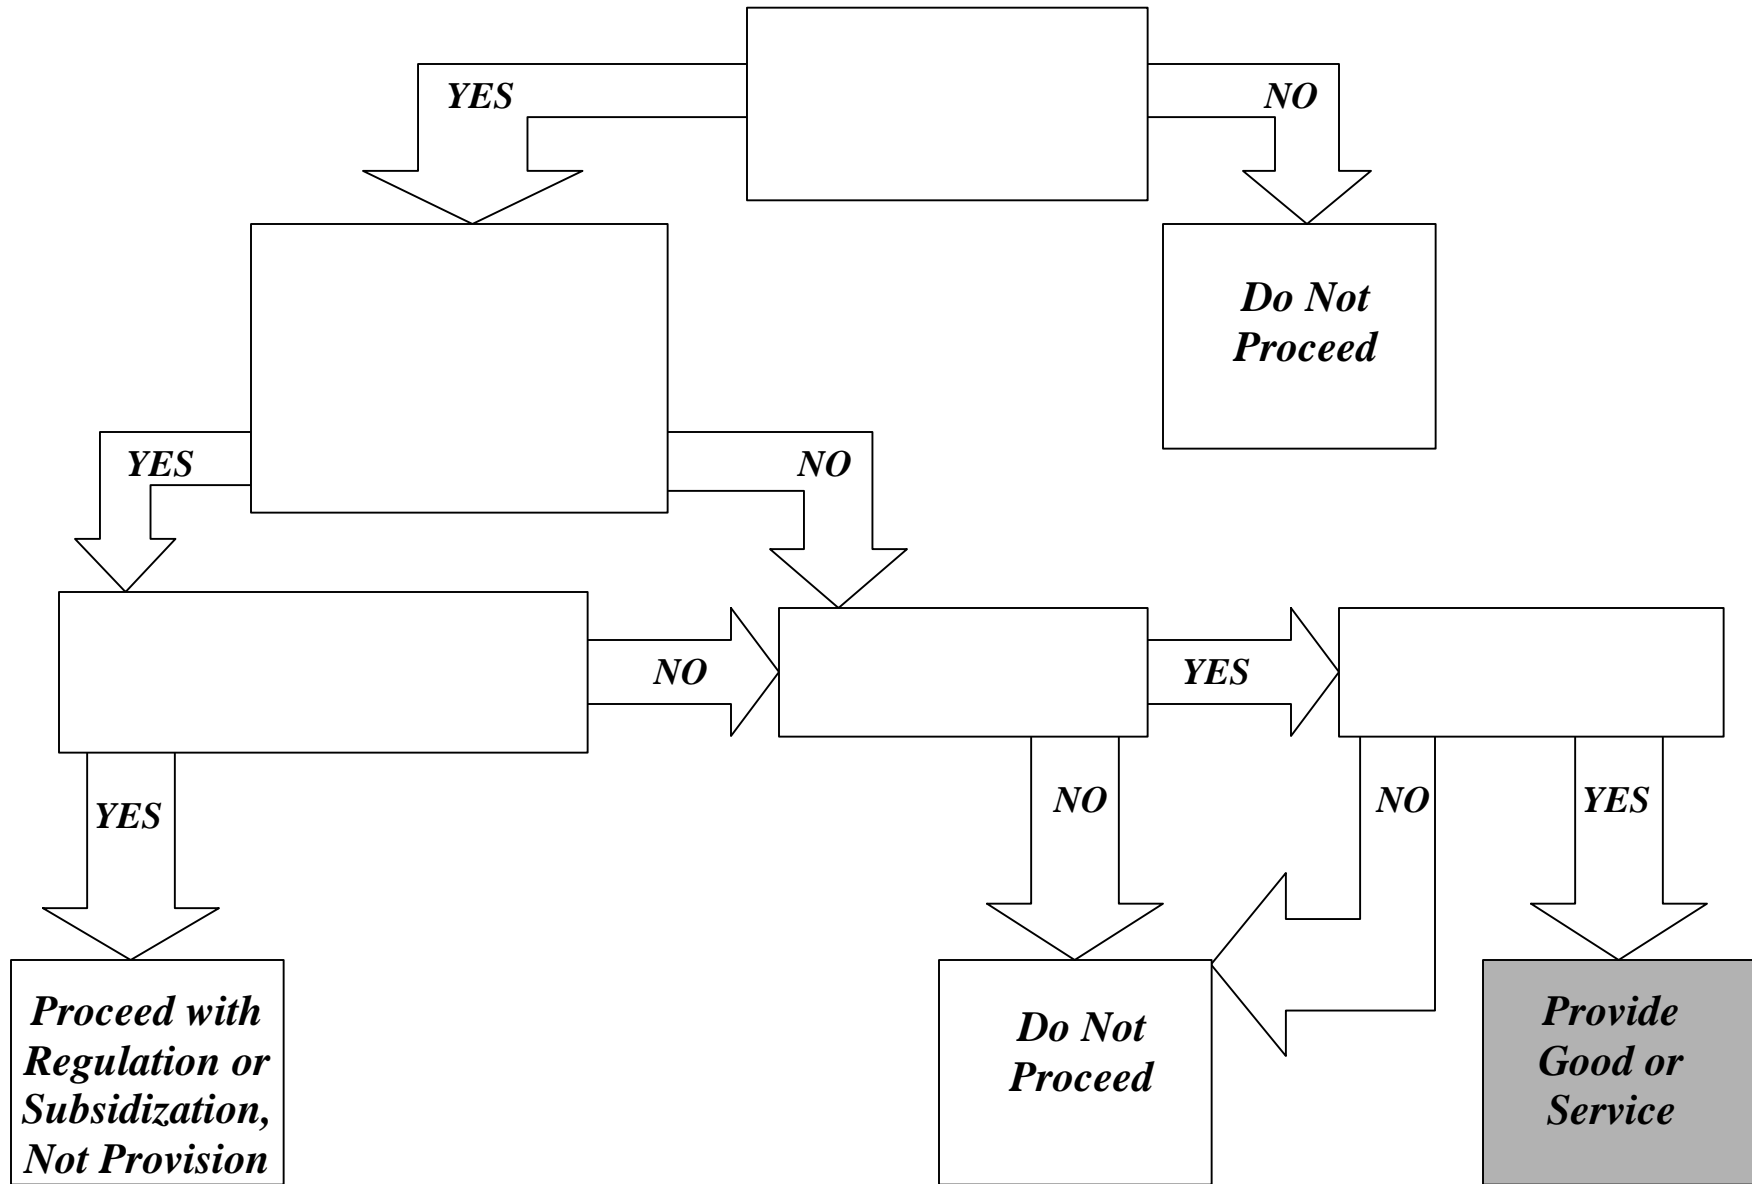 YES
NO
Do Not
Proceed
YES
NO
NO
YES
YES
NO
NO
YES
Proceed with
Regulation or
Subsidization,
Not Provision
Do Not
Proceed
Provide
Good or
Service